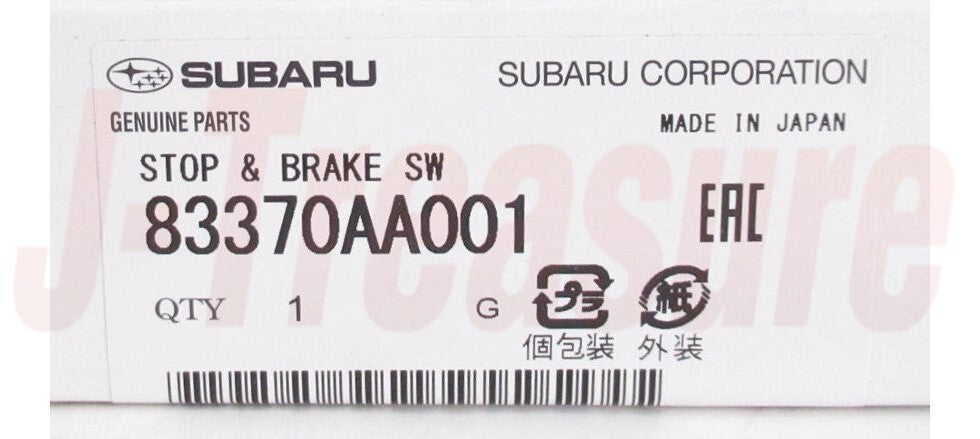 SUBARU SUBARU CORPORATION
GENUINE PARTS MADE IN JAPAN
STOP & BRAKE SW
83370AA001 EAC
QTY 1 G プラ 紙
個包装 外装
J-Treasure